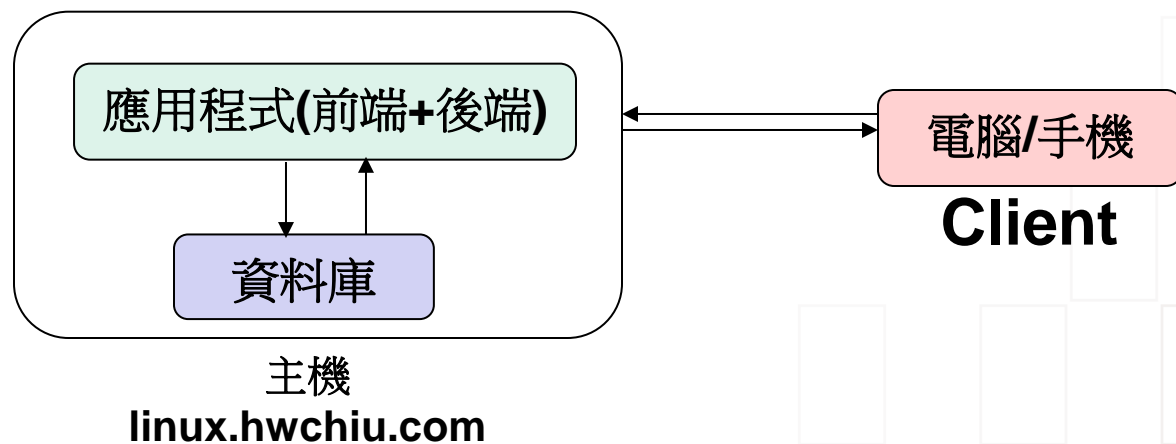 應用程式(前端+後端)
電腦/手機
Client
資料庫
主機
linux.hwchiu.com